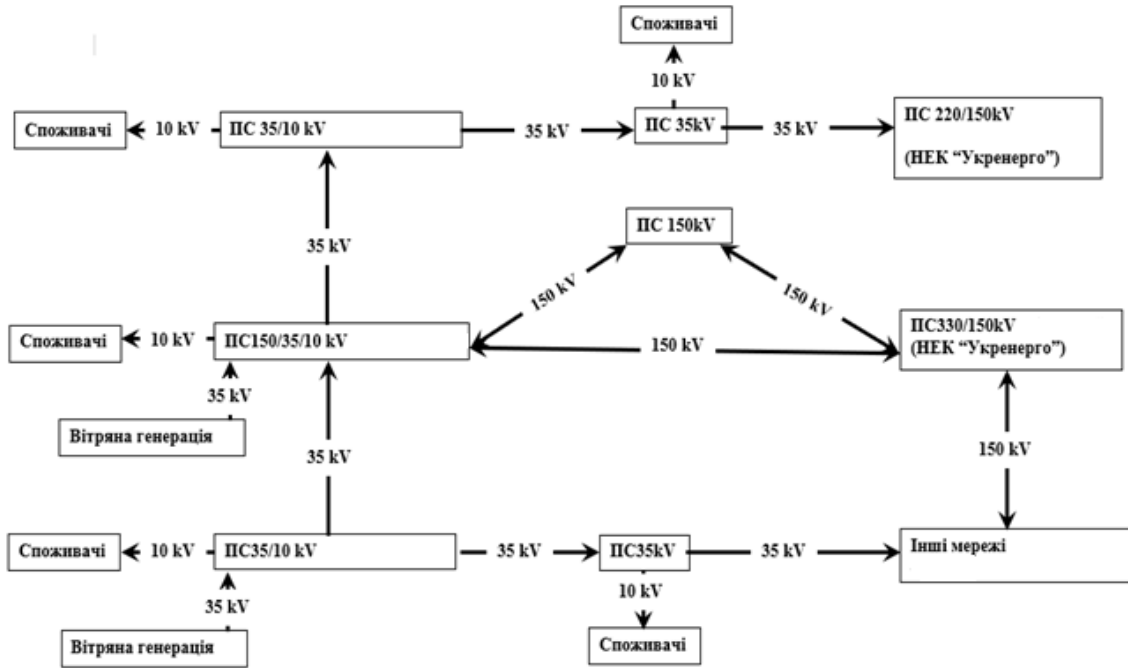 Споживачі
10 kV
Споживачі
10 kV
ПС 35/10 kV
35 kV
ПС 35kV
35 kV
ПС 220/150kV
(НЕК “Укренерго”)
35 kV
ПС 150kV
150 kV
150 kV
Споживачі
10 kV
ПС150/35/10 kV
150 kV
ПС330/150kV
(НЕК “Укренерго”)
35 kV
Вітряна генерація
35 kV
150 kV
Споживачі
10 kV
ПС35/10 kV
35 kV
ПС35kV
35 kV
Інші мережі
35 kV
10 kV
Вітряна генерація
Споживачі